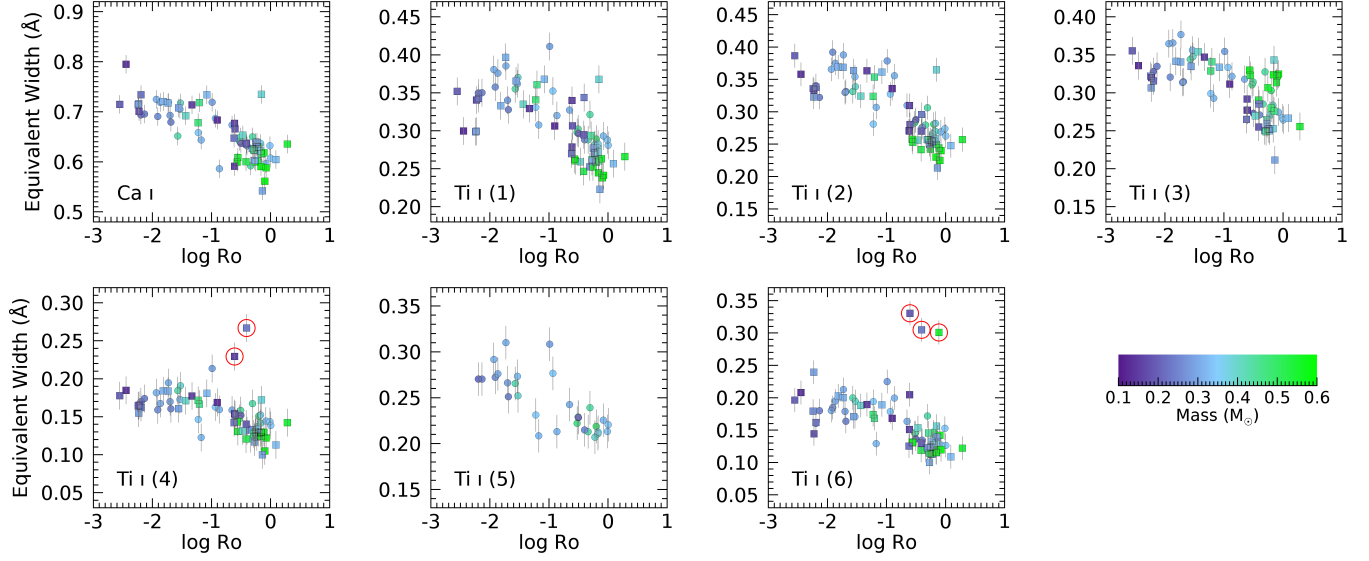 Equivalent Width (Å)
0.9
0.8
0.7
0.6
0.5
Ca ɪ
-3 -2 -1 0 1
log Ro
0.45
0.40
0.35
0.30
0.25
0.20
Ti ɪ (1)
-3 -2 -1 0 1
log Ro
0.45
0.40
0.35
0.30
0.25
0.20
0.15
Ti ɪ (2)
-3 -2 -1 0 1
log Ro
0.40
0.35
0.30
0.25
0.20
0.15
Ti ɪ (3)
-3 -2 -1 0 1
log Ro
Equivalent Width (Å)
0.30
0.25
0.20
0.15
0.10
0.05
Ti ɪ (4)
-3 -2 -1 0 1
log Ro
0.35
0.30
0.25
0.20
0.15
Ti ɪ (5)
-3 -2 -1 0 1
log Ro
0.35
0.30
0.25
0.20
0.15
0.10
0.05
Ti ɪ (6)
-3 -2 -1 0 1
log Ro
0.1 0.2 0.3 0.4 0.5 0.6
Mass (M☉)